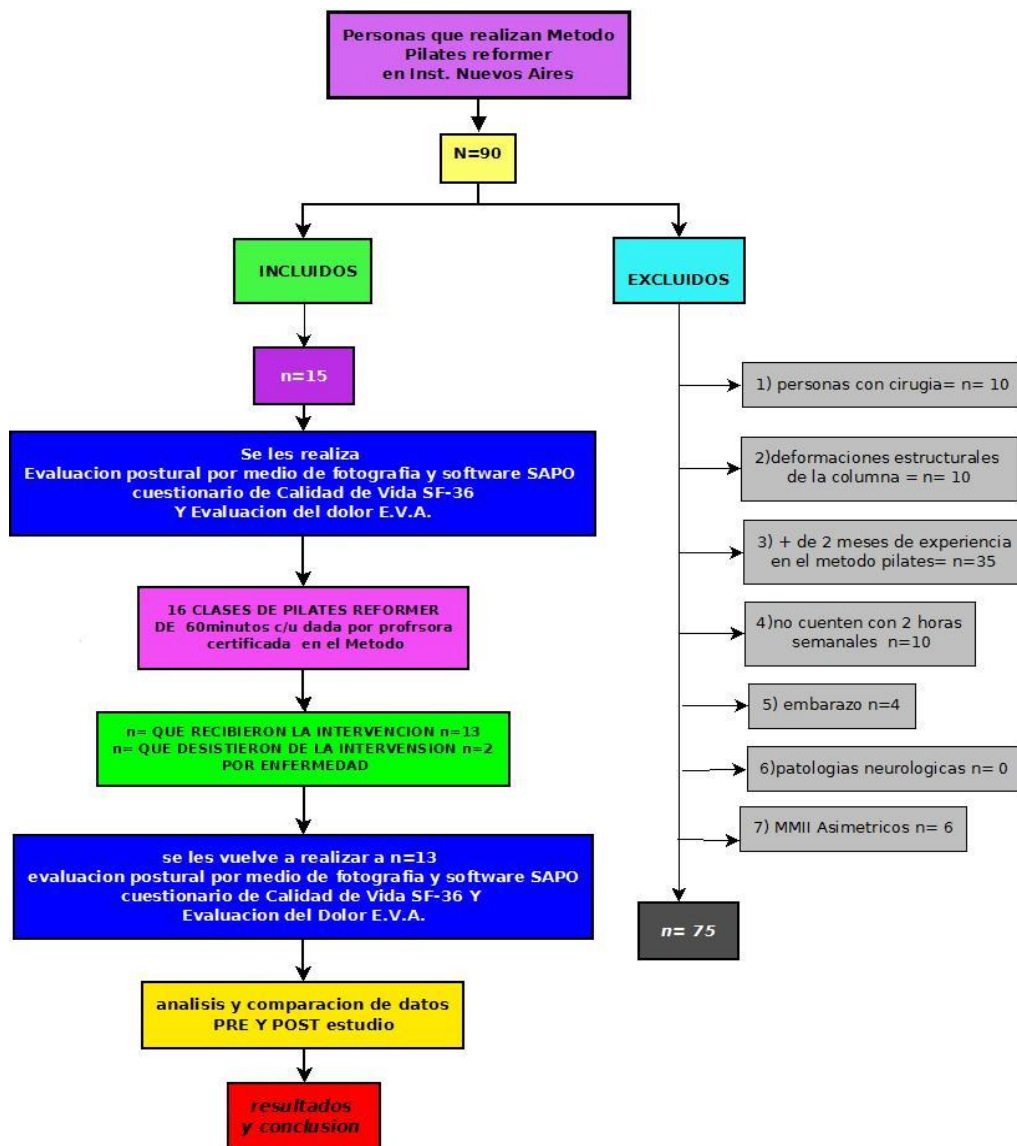 Personas que realizan Metodo
Pilates reformer
en Inst. Nuevos Aires
N=90
INCLUIDOS
EXCLUIDOS
n=15
Se les realiza
Evaluacion postural por medio de fotografia y software SAPO
cuestionario de Calidad de Vida SF-36
Y Evaluacion del dolor E.V.A.
16 CLASES DE PILATES REFORMER
DE 60minutos c/u dada por profrsora
certificada en el Metodo
n= QUE RECIBIERON LA INTERVENCION n=13
n= QUE DESISTIERON DE LA INTERVENSION n=2
POR ENFERMEDAD
se les vuelve a realizar a n=13
evaluacion postural por medio de fotografia y software SAPO
cuestionario de Calidad de Vida SF-36 Y
Evaluacion del Dolor E.V.A.
analisis y comparacion de datos
PRE Y POST estudio
resultados
y conclusion
1) personas con cirugia= n= 10
2)deformaciones estructurales
de la columna = n= 10
3) + de 2 meses de experiencia
en el metodo pilates= n=35
4)no cuenten con 2 horas
semanales n=10
5) embarazo n=4
6)patologias neurologicas n= 0
7) MMII Asimetricos n= 6
n= 75